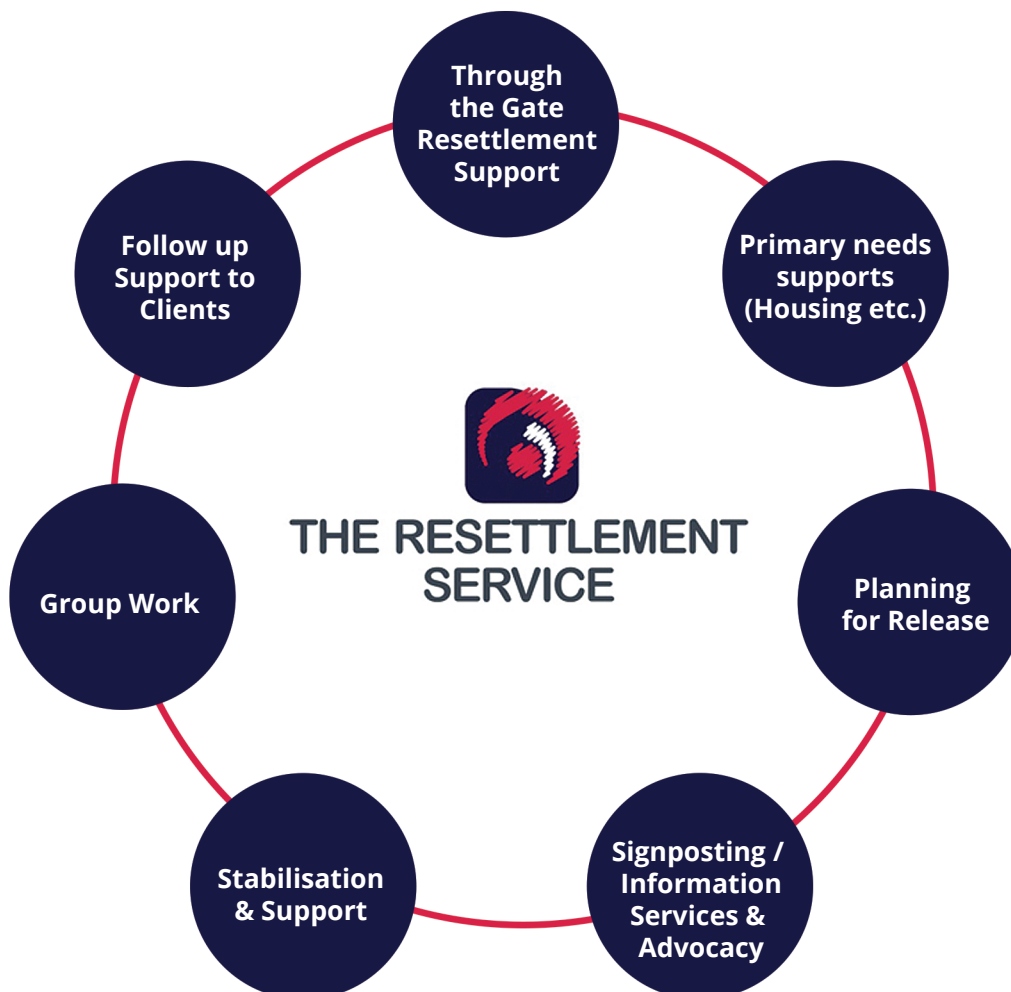 Through
the Gate
Resettlement
Support
Primary needs
supports
(Housing etc.)
Planning
for Release
Signposting /
Information
Services &
Advocacy
Stabilisation
& Support
Group Work
Follow up
Support to
Clients
THE RESETTLEMENT
SERVICE